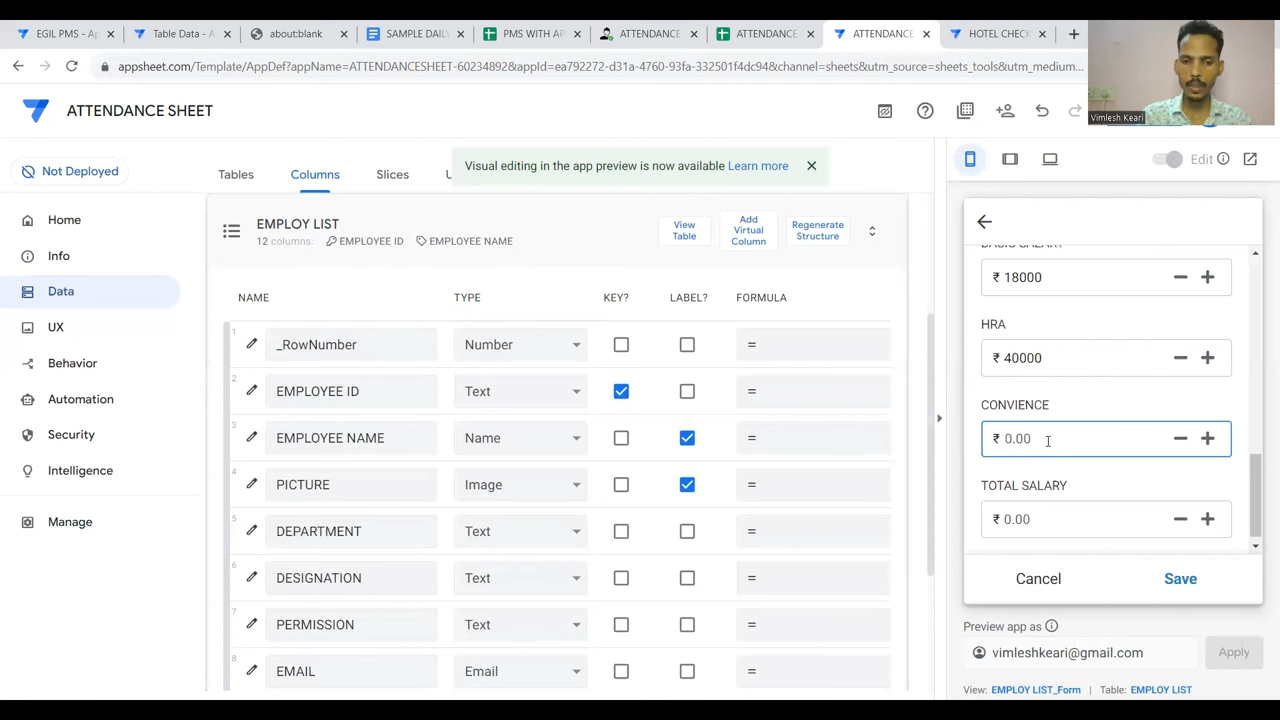 EGIL PMS - Ap
Table Data - A
about:blank
SAMPLE DAIL
PMS WITH AP
ATTENDANCE
ATTENDANCE
ATTENDANCE
HOTEL CHECK
appsheet.com/Template/AppDef?appName=ATTENDANCESHEET-60234892&appId=ea792272-d31a-4760-93fa-332501f4dc94&channel=sheets&utm_source=sheets_tools&utm_medium...
Vimlesh Keari
ATTENDANCE SHEET
Not Deployed
Tables
Columns
Slices
U
Visual editing in the app preview is now available Learn more
Edit
Home
Info
Data
UX
Behavior
Automation
Security
Intelligence
Manage
EMPLOY LIST
12 columns: EMPLOYEE ID EMPLOYEE NAME
View Table
Add Virtual Column
Regenerate Structure
NAME TYPE KEY? LABEL? FORMULA
1 _RowNumber Number =
2 EMPLOYEE ID Text =
3 EMPLOYEE NAME Name =
4 PICTURE Image =
5 DEPARTMENT Text =
6 DESIGNATION Text =
7 PERMISSION Text =
8 EMAIL Email =
BASIC SALARY
₹ 18000
HRA
₹ 40000
CONVIENCE
₹ 0.00
TOTAL SALARY
₹ 0.00
Cancel Save
Preview app as
vimleshkeari@gmail.com Apply
View: EMPLOY LIST_Form | Table: EMPLOY LIST